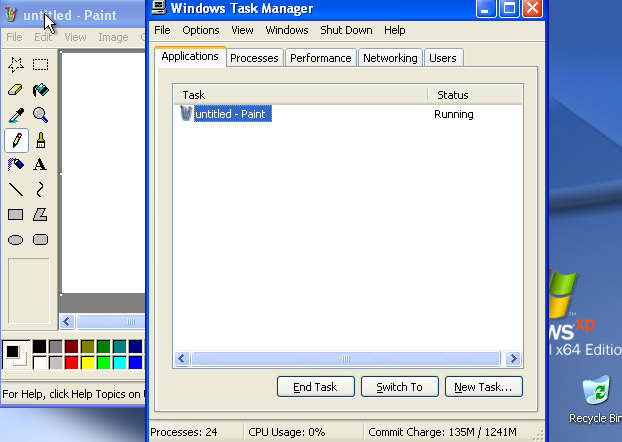 untitled - Paint
File Edit View Image
For Help, click Help Topics on
Windows Task Manager
File Options View Windows Shut Down Help
Applications Processes Performance Networking Users
Task Status
untitled - Paint Running
End Task Switch To New Task...
Processes: 24 CPU Usage: 0% Commit Charge: 135M / 1241M
ws xp
x64 Edition
Recycle Bin